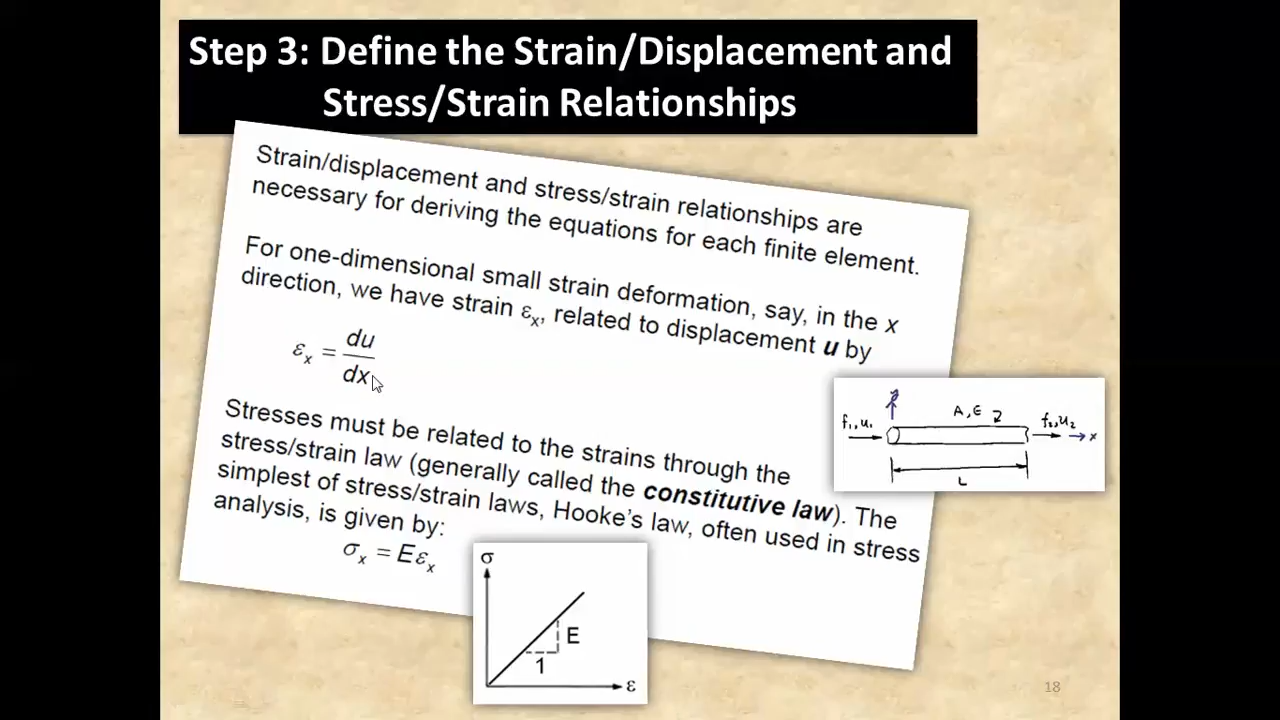 Step 3: Define the Strain/Displacement and
Stress/Strain Relationships
Strain/displacement and stress/strain relationships are
necessary for deriving the equations for each finite element.
For one-dimensional small strain deformation, say, in the x
direction, we have strain εx, related to displacement u by
εx = du/dx
Stresses must be related to the strains through the
stress/strain law (generally called the constitutive law). The
simplest of stress/strain laws, Hooke's law, often used in stress
analysis, is given by:
σx = Eεx
A, E
f₁,u₁
f₂,u₂
x
L
σ
E
1
ε
18